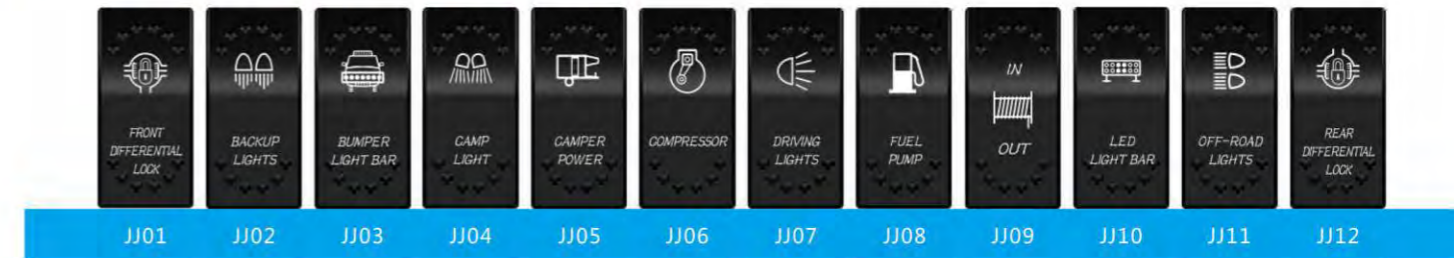 FRONT
DIFFERENTIAL
LOCK
BACKUP
LIGHTS
BUMPER
LIGHT BAR
CAMP
LIGHT
CAMPER
POWER
COMPRESSOR
DRIVING
LIGHTS
FUEL
PUMP
IN
OUT
LED
LIGHT BAR
OFF-ROAD
LIGHTS
REAR
DIFFERENTIAL
LOCK
JJ01 JJ02 JJ03 JJ04 JJ05 JJ06 JJ07 JJ08 JJ09 JJ10 JJ11 JJ12